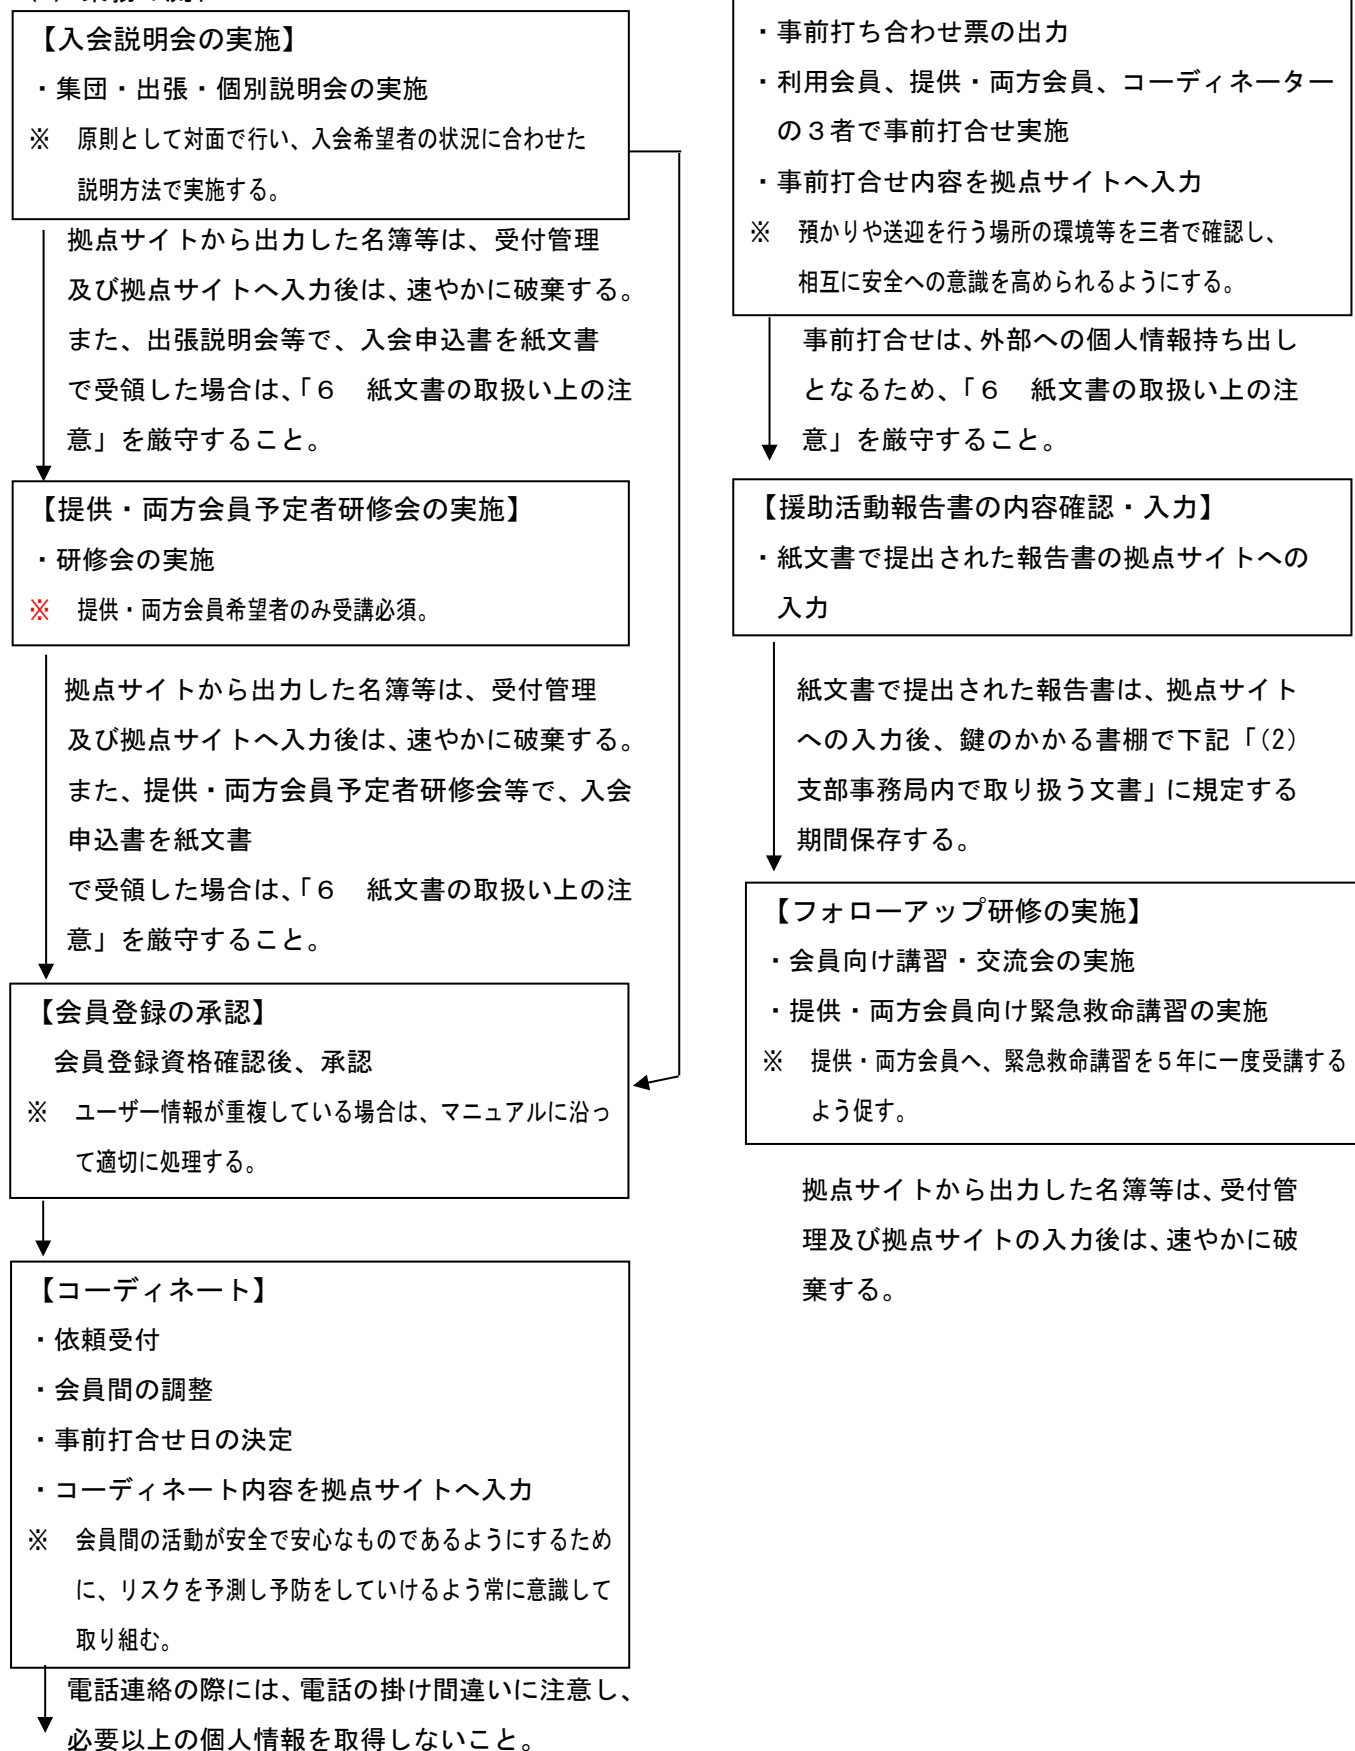 【入会説明会の実施】
・集団・出張・個別説明会の実施
※　原則として対面で行い、入会希望者の状況に合わせた
説明方法で実施する。
拠点サイトから出力した名簿等は、受付管理
及び拠点サイトへ入力後は、速やかに破棄する。
また、出張説明会等で、入会申込書を紙文書
で受領した場合は、「６　紙文書の取扱い上の注
意」を厳守すること。
【提供・両方会員予定者研修会の実施】
・研修会の実施
※　提供・両方会員希望者のみ受講必須。
拠点サイトから出力した名簿等は、受付管理
及び拠点サイトへ入力後は、速やかに破棄する。
また、提供・両方会員予定者研修会等で、入会
申込書を紙文書
で受領した場合は、「６　紙文書の取扱い上の注
意」を厳守すること。
【会員登録の承認】
会員登録資格確認後、承認
※　ユーザー情報が重複している場合は、マニュアルに沿っ
て適切に処理する。
【コーディネート】
・依頼受付
・会員間の調整
・事前打合せ日の決定
・コーディネート内容を拠点サイトへ入力
※　会員間の活動が安全で安心なものであるようにするため
に、リスクを予測し予防をしていけるよう常に意識して
取り組む。
電話連絡の際には、電話の掛け間違いに注意し、
必要以上の個人情報を取得しないこと。
・事前打ち合わせ票の出力
・利用会員、提供・両方会員、コーディネーター
の３者で事前打合せ実施
・事前打合せ内容を拠点サイトへ入力
※　預かりや送迎を行う場所の環境等を三者で確認し、
相互に安全への意識を高められるようにする。
事前打合せは、外部への個人情報持ち出し
となるため、「６　紙文書の取扱い上の注
意」を厳守すること。
【援助活動報告書の内容確認・入力】
・紙文書で提出された報告書の拠点サイトへの
入力
紙文書で提出された報告書は、拠点サイト
への入力後、鍵のかかる書棚で下記「(2)
支部事務局内で取り扱う文書」に規定する
期間保存する。
【フォローアップ研修の実施】
・会員向け講習・交流会の実施
・提供・両方会員向け緊急救命講習の実施
※　提供・両方会員へ、緊急救命講習を５年に一度受講する
よう促す。
拠点サイトから出力した名簿等は、受付管
理及び拠点サイトの入力後は、速やかに破
棄する。